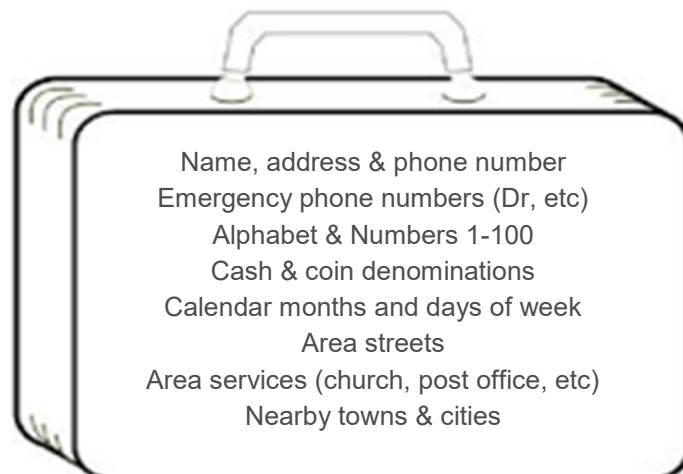 Name, address & phone number
Emergency phone numbers (Dr, etc)
Alphabet & Numbers 1-100
Cash & coin denominations
Calendar months and days of week
Area streets
Area services (church, post office, etc)
Nearby towns & cities